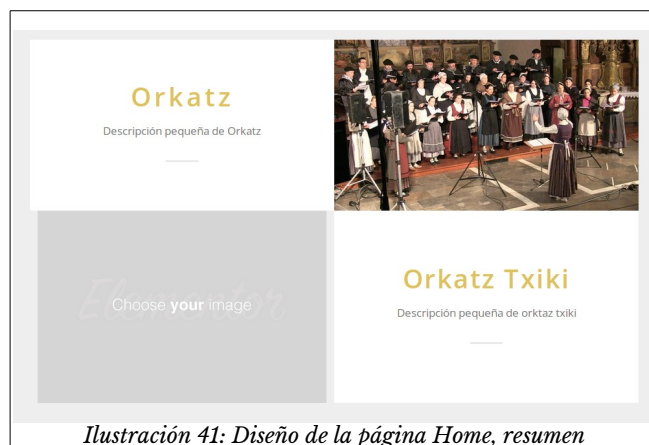 Orkatz
Descripción pequeña de Orkatz
Elementor
Choose your image
Orkatz Txiki
Descripción pequeña de orktaz txiki
Ilustración 41: Diseño de la página Home, resumen